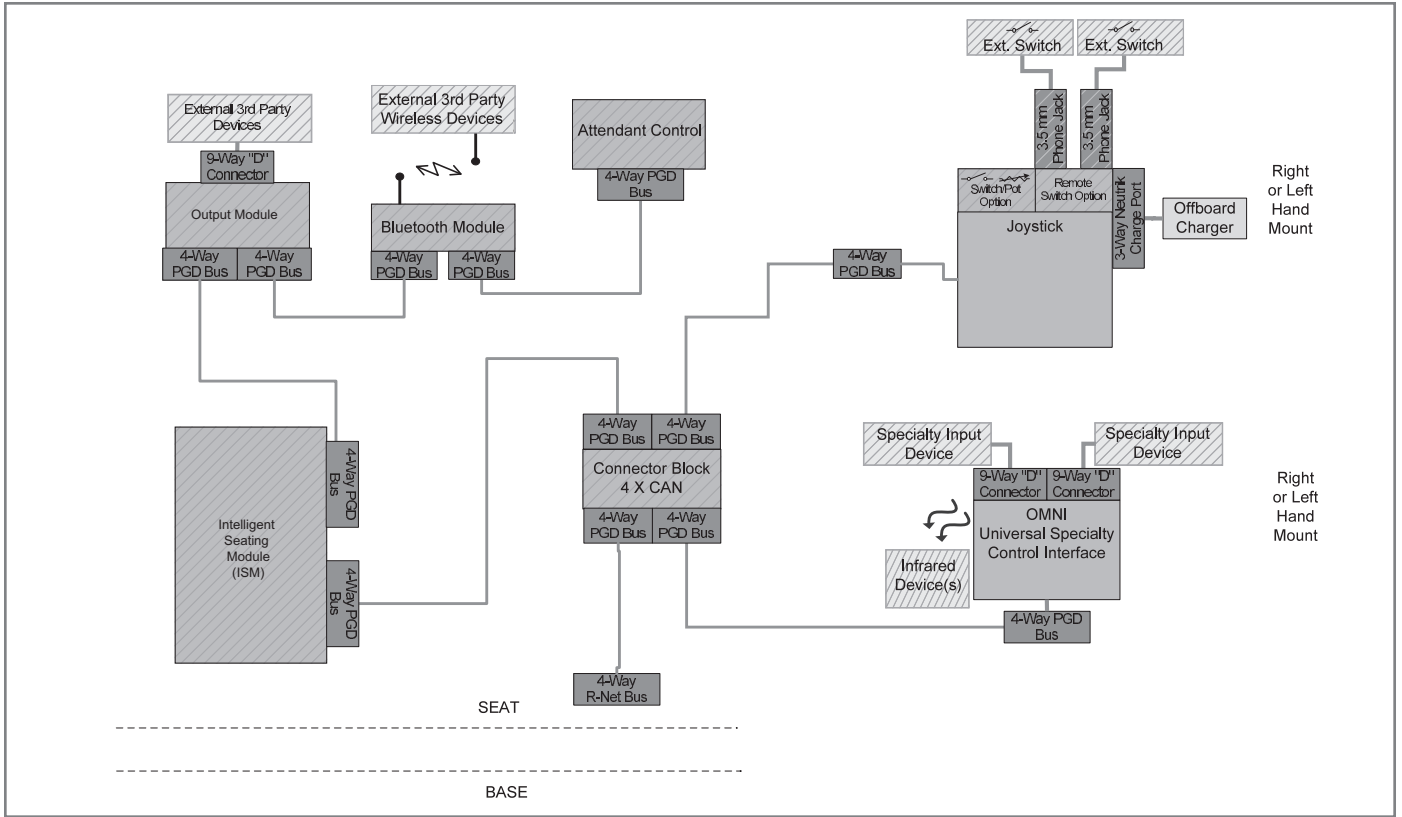 Ext. Switch
Ext. Switch
External 3rd Party
Devices
External 3rd Party
Wireless Devices
Attendant Control
3.5 mm
Phone Jack
3.5 mm
Phone Jack
9-Way "D"
Connector
4-Way PGD
Bus
Output Module
Bluetooth Module
Switch/Pot
Option
Remote
Switch Option
Joystick
3-Way Neutrik
Charge Port
Offboard
Charger
Right
or Left
Hand
Mount
4-Way
PGD Bus
4-Way
PGD Bus
4-Way
PGD Bus
4-Way
PGD Bus
4-Way
PGD Bus
4-Way
PGD Bus
4-Way
PGD Bus
Connector Block
4 X CAN
4-Way
PGD Bus
4-Way
PGD Bus
4-Way PGD
Bus
4-Way PGD
Bus
Intelligent
Seating
Module
(ISM)
Specialty Input
Device
Specialty Input
Device
9-Way "D"
Connector
9-Way "D"
Connector
OMNI
Universal Specialty
Control Interface
Infrared
Device(s)
4-Way PGD
Bus
Right
or Left
Hand
Mount
4-Way
R-Net Bus
SEAT
BASE